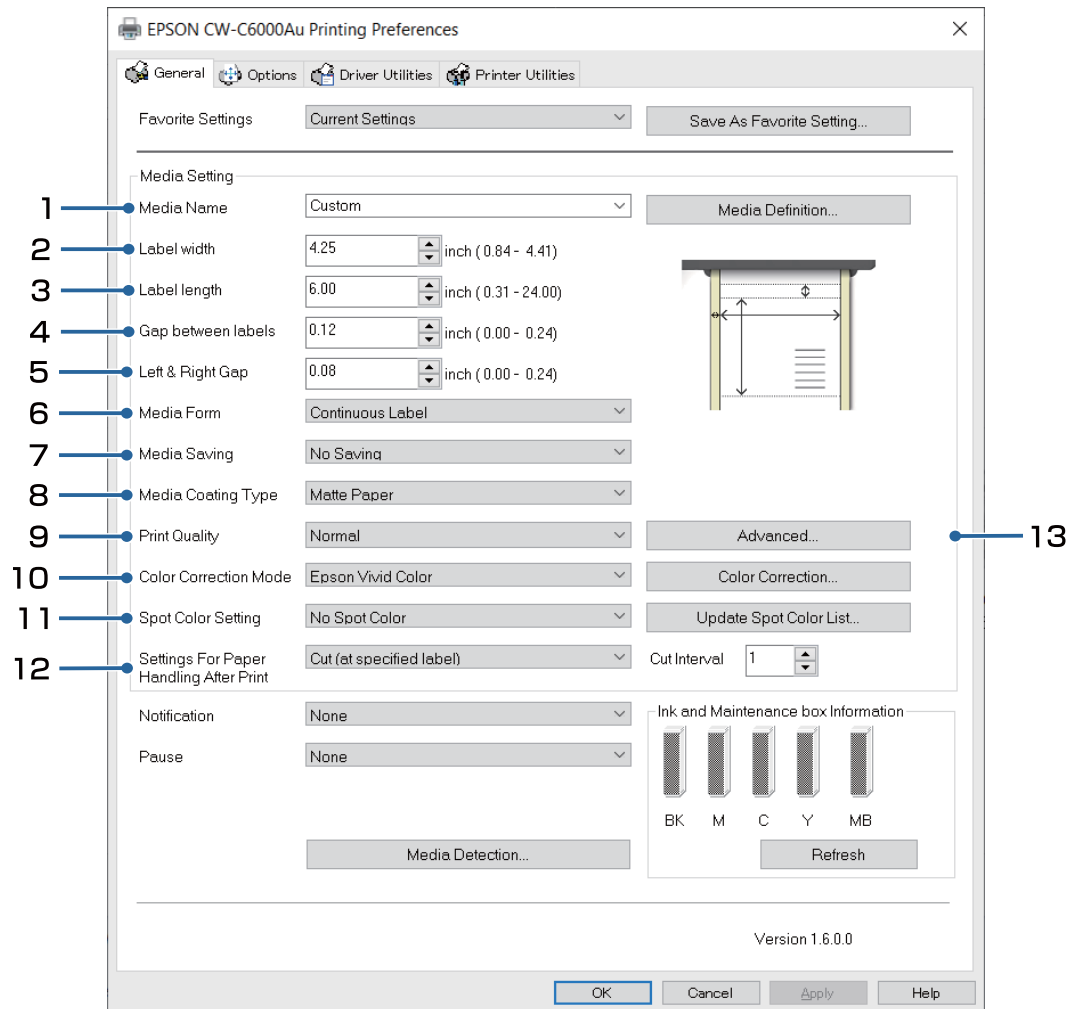 EPSON CW-C6000Au Printing Preferences
General Options Driver Utilities Printer Utilities
Favorite Settings Current Settings Save As Favorite Setting...
Media Setting
1 Media Name Custom Media Definition...
2 Label width 4.25 inch ( 0.84 - 4.41)
3 Label length 6.00 inch ( 0.31 - 24.00)
4 Gap between labels 0.12 inch ( 0.00 - 0.24)
5 Left & Right Gap 0.08 inch ( 0.00 - 0.24)
6 Media Form Continuous Label
7 Media Saving No Saving
8 Media Coating Type Matte Paper
9 Print Quality Normal Advanced... 13
10 Color Correction Mode Epson Vivid Color Color Correction...
11 Spot Color Setting No Spot Color Update Spot Color List...
12 Settings For Paper Handling After Print Cut (at specified label) Cut Interval 1
Notification None Ink and Maintenance box Information
Pause None
BK M C Y MB
Media Detection... Refresh
Version 1.6.0.0
OK Cancel Apply Help